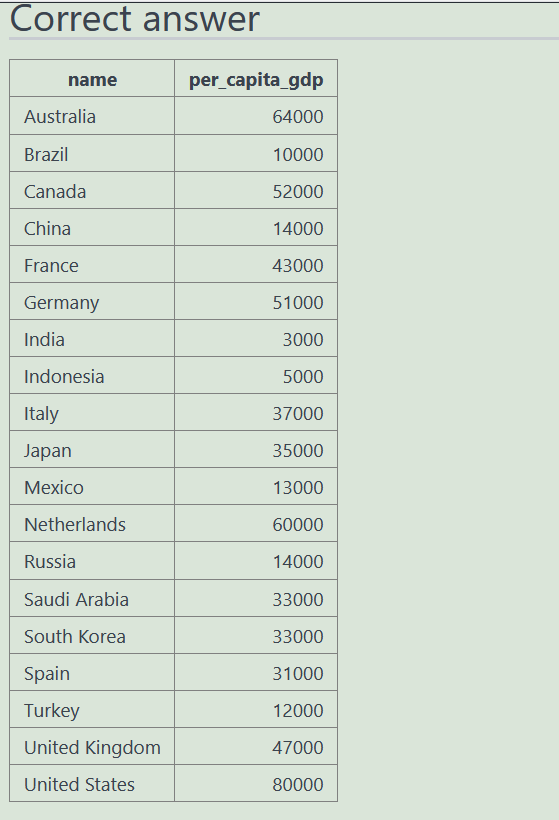 Correct answer
name per_capita_gdp
Australia 64000
Brazil 10000
Canada 52000
China 14000
France 43000
Germany 51000
India 3000
Indonesia 5000
Italy 37000
Japan 35000
Mexico 13000
Netherlands 60000
Russia 14000
Saudi Arabia 33000
South Korea 33000
Spain 31000
Turkey 12000
United Kingdom 47000
United States 80000